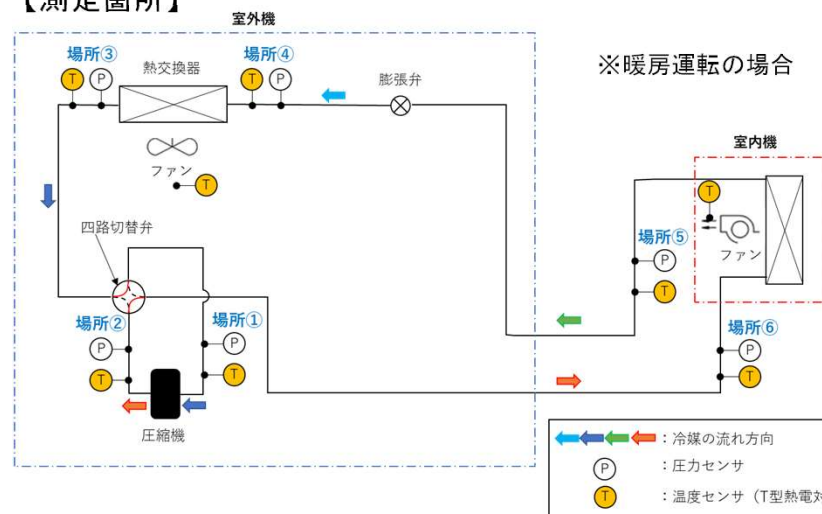 【測定箇所】
室外機
場所③
場所④
T
P
熱交換器
T
P
膨張弁
※暖房運転の場合
ファン
T
室内機
T
ファン
四路切替弁
場所⑤
P
T
場所②
場所①
場所⑥
P
P
P
T
T
T
圧縮機
：冷媒の流れ方向
P
：圧力センサ
T
：温度センサ（T型熱電対